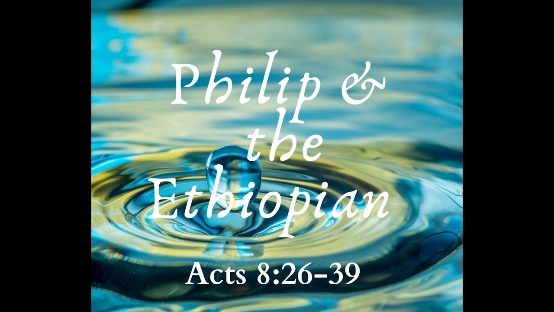 Philip &
the
Ethiopian
Acts 8:26-39